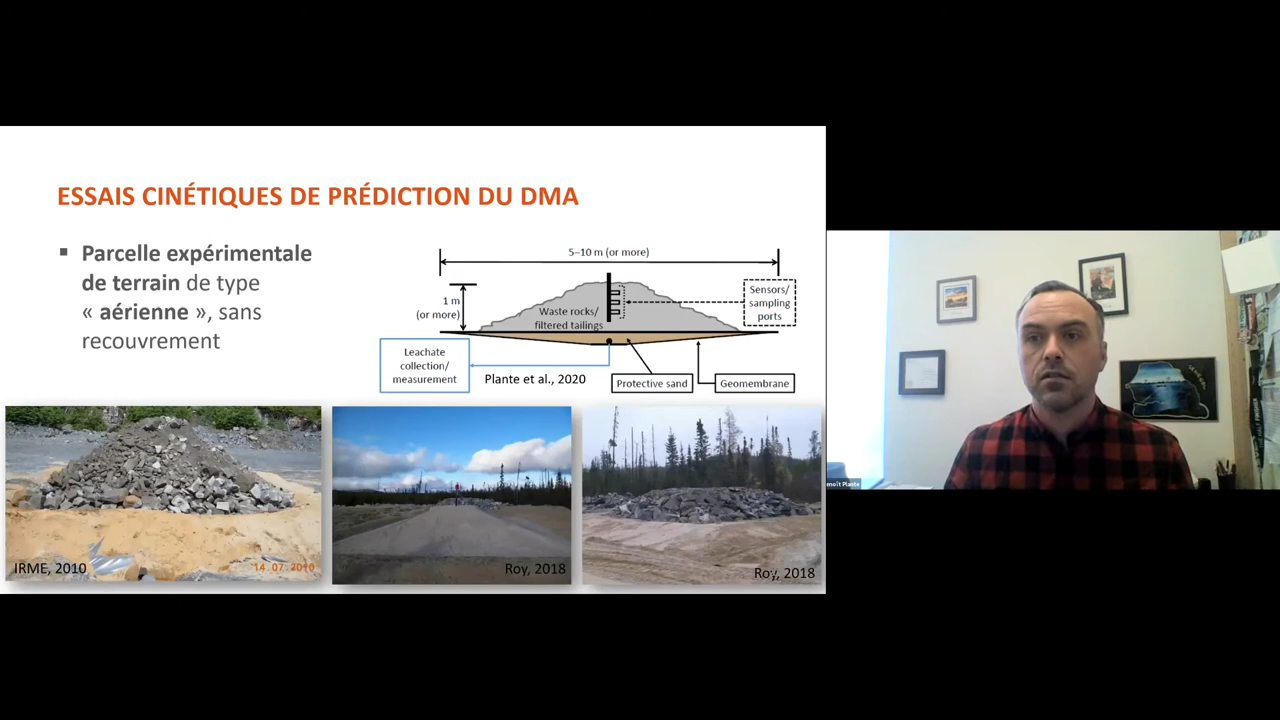 ESSAIS CINÉTIQUES DE PRÉDICTION DU DMA
▪ Parcelle expérimentale
de terrain de type
« aérienne », sans
recouvrement
5–10 m (or more)
1 m
(or more)
Waste rocks/
filtered tailings
Sensors/
sampling
ports
Leachate
collection/
measurement
Plante et al., 2020
Protective sand
Geomembrane
IRME, 2010
14.07.2010
Roy, 2018
Roy, 2018
enoît Plante